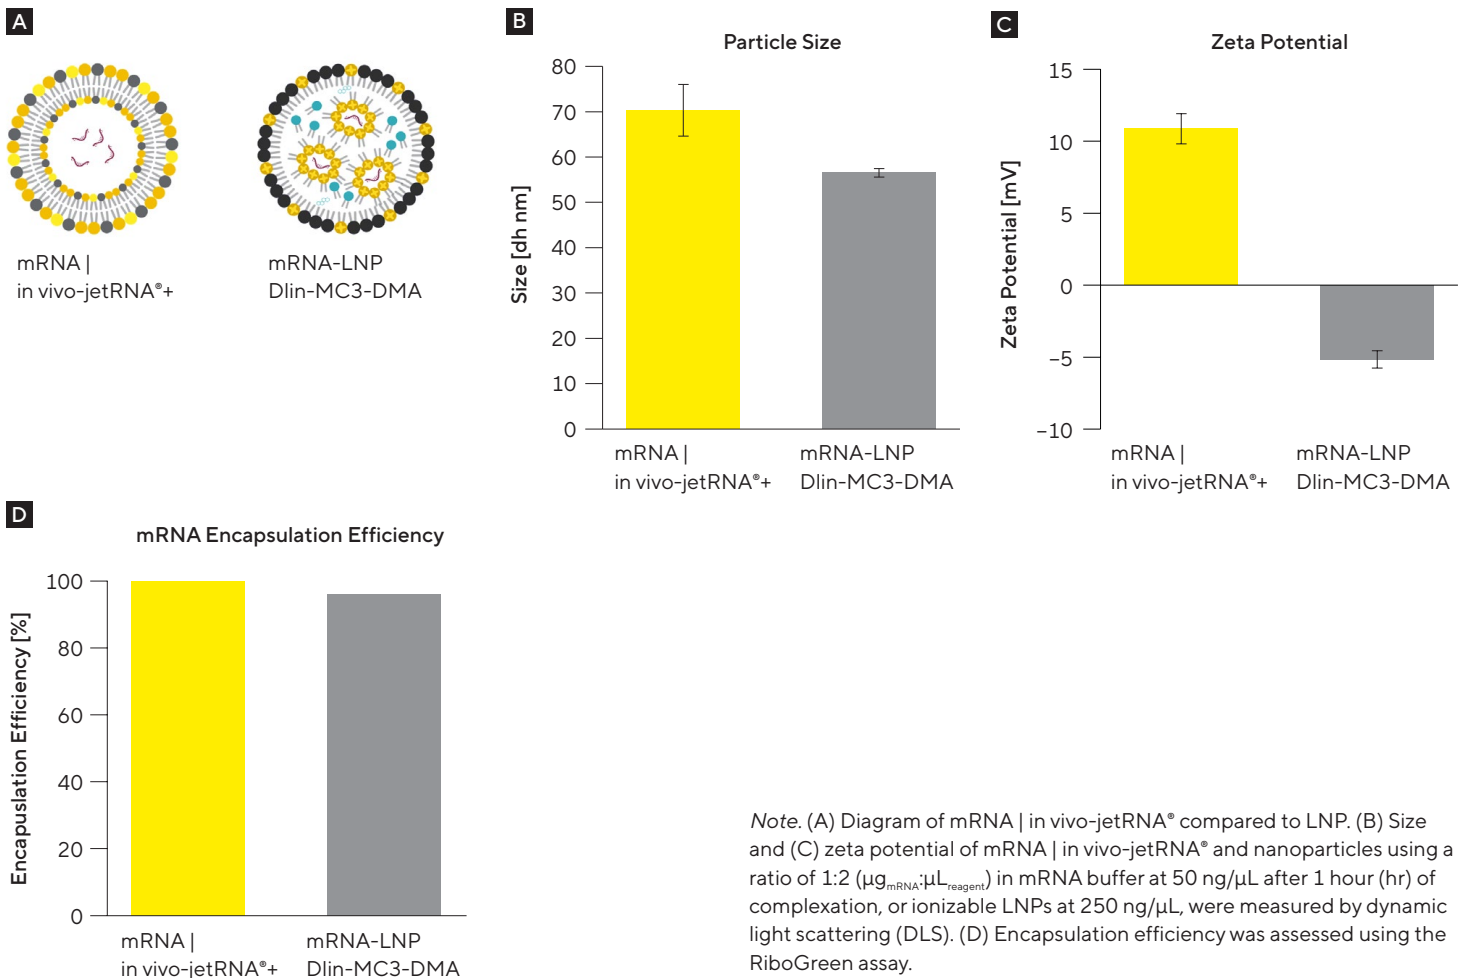 A
mRNA |
in vivo-jetRNA®+
mRNA-LNP
Dlin-MC3-DMA
B
Particle Size
Size [dh nm]
80
70
60
50
40
30
20
10
0
mRNA |
in vivo-jetRNA®+
mRNA-LNP
Dlin-MC3-DMA
C
Zeta Potential
Zeta Potential [mV]
15
10
5
0
−5
−10
mRNA |
in vivo-jetRNA®+
mRNA-LNP
Dlin-MC3-DMA
D
mRNA Encapsulation Efficiency
Encapuslation Efficiency [%]
100
80
60
40
20
0
mRNA |
in vivo-jetRNA®+
mRNA-LNP
Dlin-MC3-DMA
Note. (A) Diagram of mRNA | in vivo-jetRNA® compared to LNP. (B) Size
and (C) zeta potential of mRNA | in vivo-jetRNA® and nanoparticles using a
ratio of 1:2 (µgmRNA:µLreagent) in mRNA buffer at 50 ng/µL after 1 hour (hr) of
complexation, or ionizable LNPs at 250 ng/µL, were measured by dynamic
light scattering (DLS). (D) Encapsulation efficiency was assessed using the
RiboGreen assay.